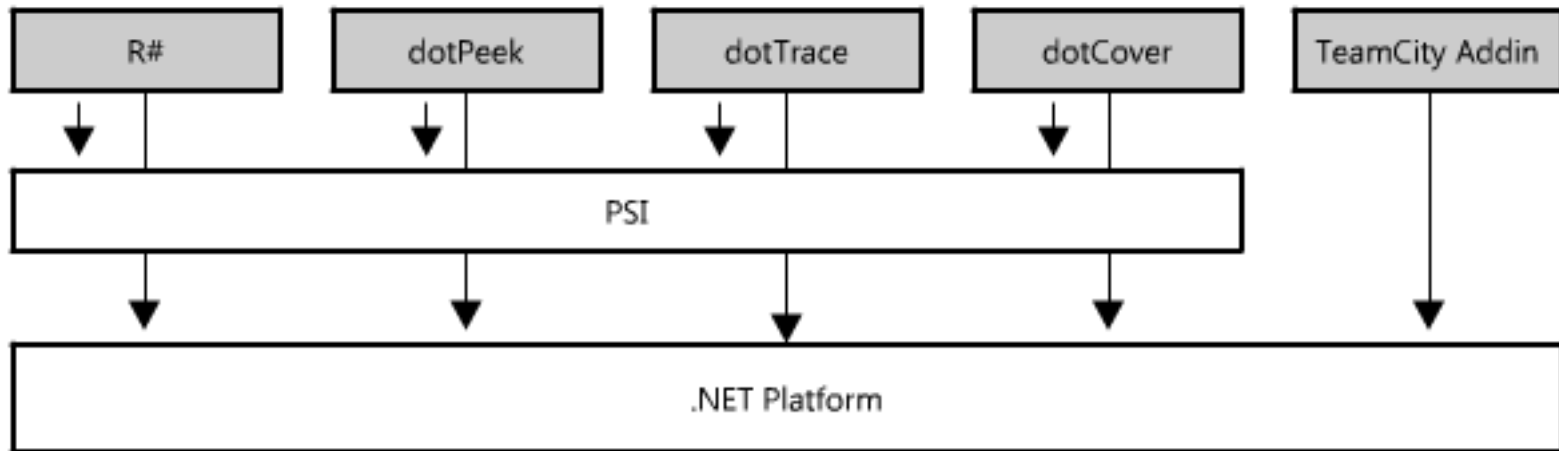 R#
dotPeek
dotTrace
dotCover
TeamCity Addin
PSI
.NET Platform